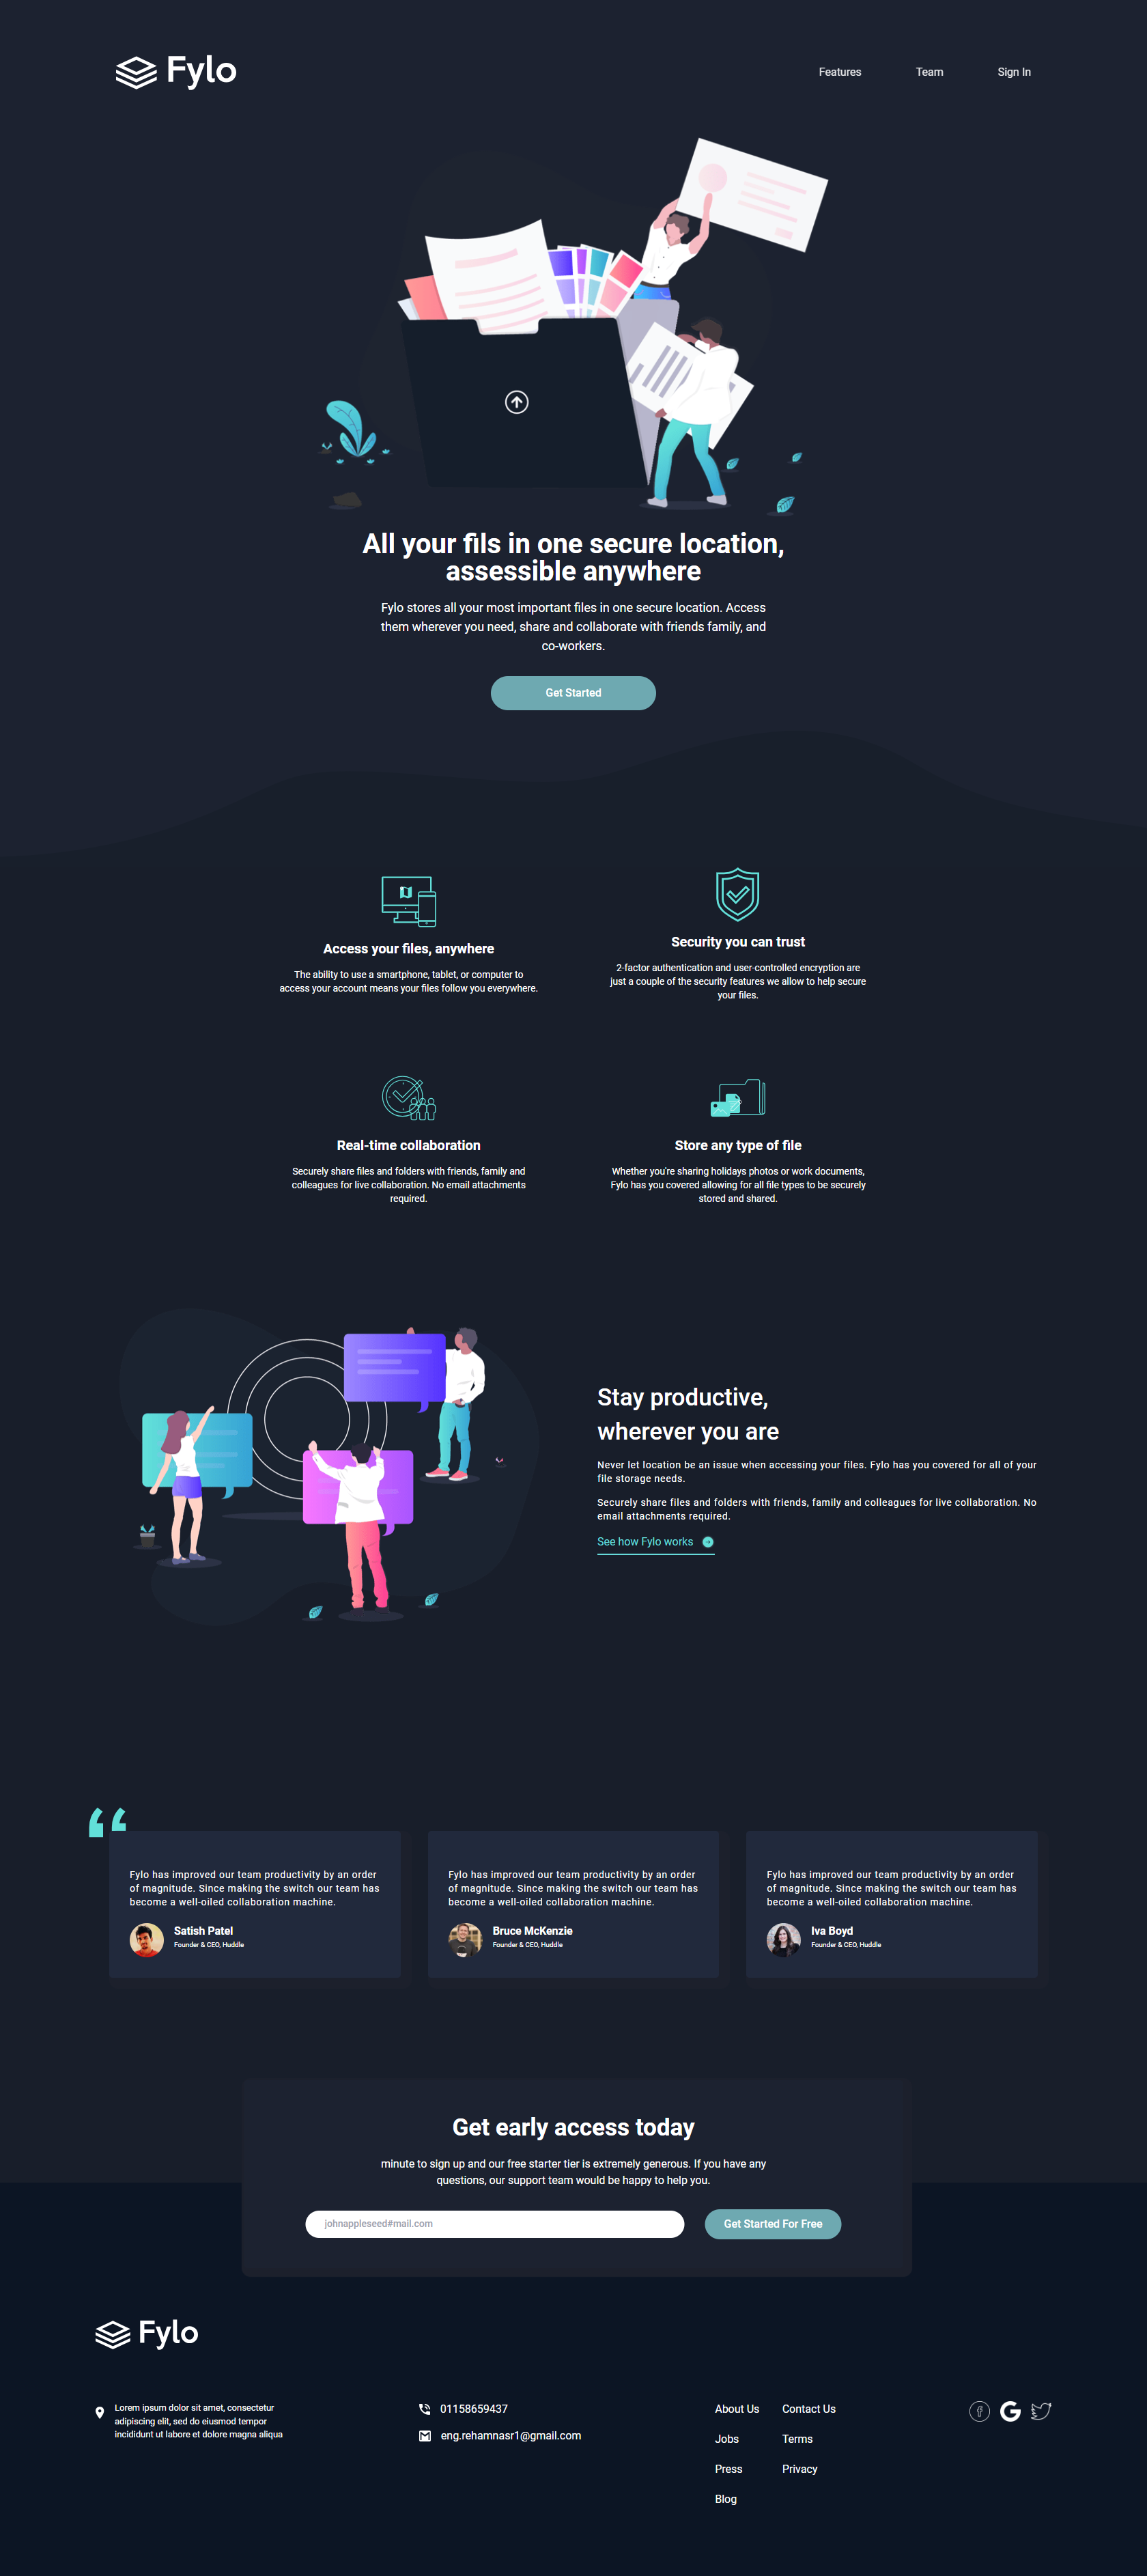 Fylo
Features
Team
Sign In
All your fils in one secure location,
assessible anywhere
Fylo stores all your most important files in one secure location. Access
them wherever you need, share and collaborate with friends family, and
co-workers.
Get Started
Access your files, anywhere
The ability to use a smartphone, tablet, or computer to
access your account means your files follow you everywhere.
Security you can trust
2-factor authentication and user-controlled encryption are
just a couple of the security features we allow to help secure
your files.
Real-time collaboration
Securely share files and folders with friends, family and
colleagues for live collaboration. No email attachments
required.
Store any type of file
Whether you're sharing holidays photos or work documents,
Fylo has you covered allowing for all file types to be securely
stored and shared.
Stay productive,
wherever you are
Never let location be an issue when accessing your files. Fylo has you covered for all of your
file storage needs.
Securely share files and folders with friends, family and colleagues for live collaboration. No
email attachments required.
See how Fylo works
Fylo has improved our team productivity by an order
of magnitude. Since making the switch our team has
become a well-oiled collaboration machine.
Satish Patel
Founder & CEO, Huddle
Fylo has improved our team productivity by an order
of magnitude. Since making the switch our team has
become a well-oiled collaboration machine.
Bruce McKenzie
Founder & CEO, Huddle
Fylo has improved our team productivity by an order
of magnitude. Since making the switch our team has
become a well-oiled collaboration machine.
Iva Boyd
Founder & CEO, Huddle
Get early access today
minute to sign up and our free starter tier is extremely generous. If you have any
questions, our support team would be happy to help you.
johnappleseed#mail.com
Get Started For Free
Fylo
Lorem ipsum dolor sit amet, consectetur
adipiscing elit, sed do eiusmod tempor
incididunt ut labore et dolore magna aliqua
01158659437
eng.rehamnasr1@gmail.com
About Us
Jobs
Press
Blog
Contact Us
Terms
Privacy